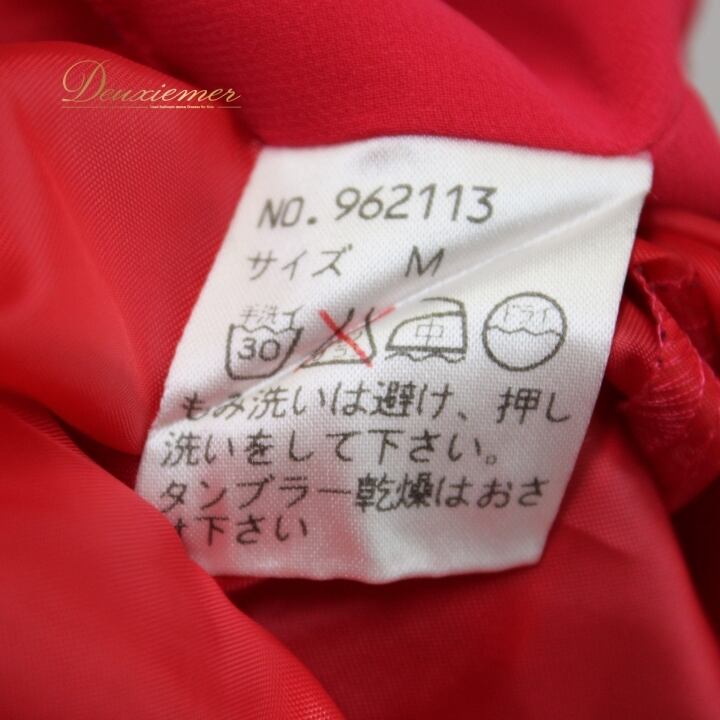 Deuxiemer
NO. 962113
サイズ M
手洗イ
30
中
ドライ
もみ洗いは避け、押し
洗いをして下さい。
タンブラー乾燥はおさ
け下さい